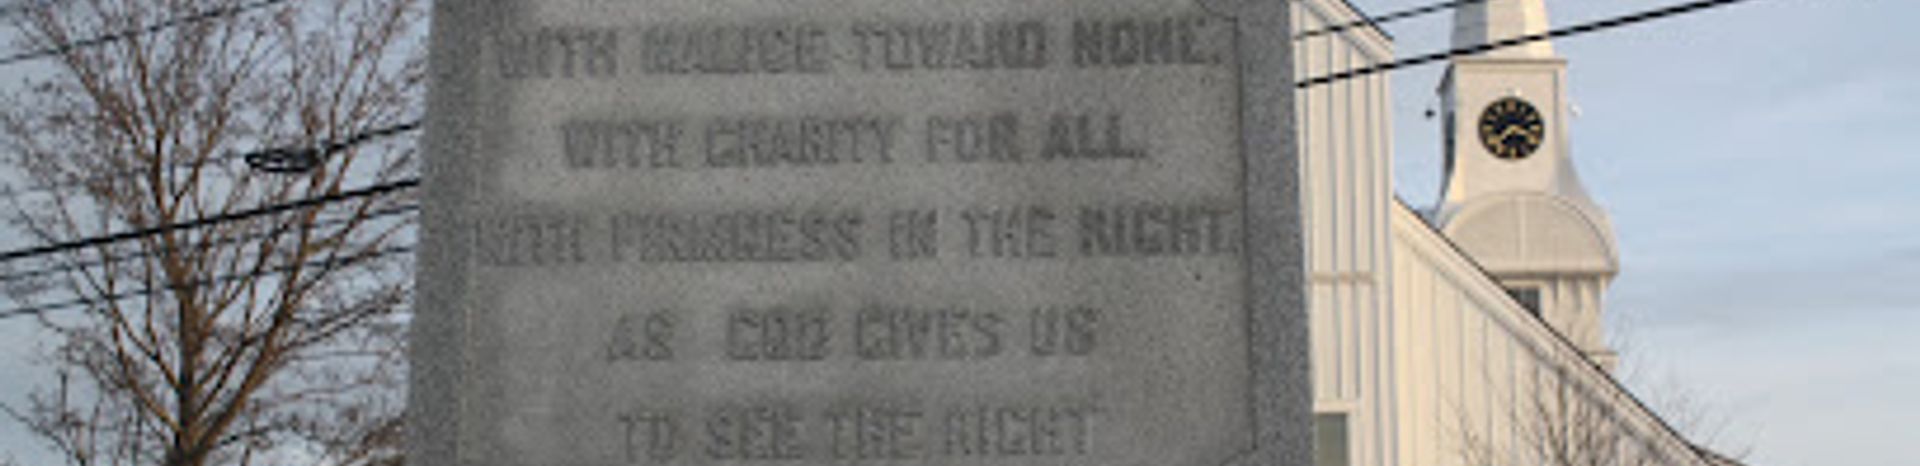 WITH MALICE TOWARD NONE,
WITH CHARITY FOR ALL,
WITH FIRMNESS IN THE RIGHT,
AS GOD GIVES US
TO SEE THE RIGHT